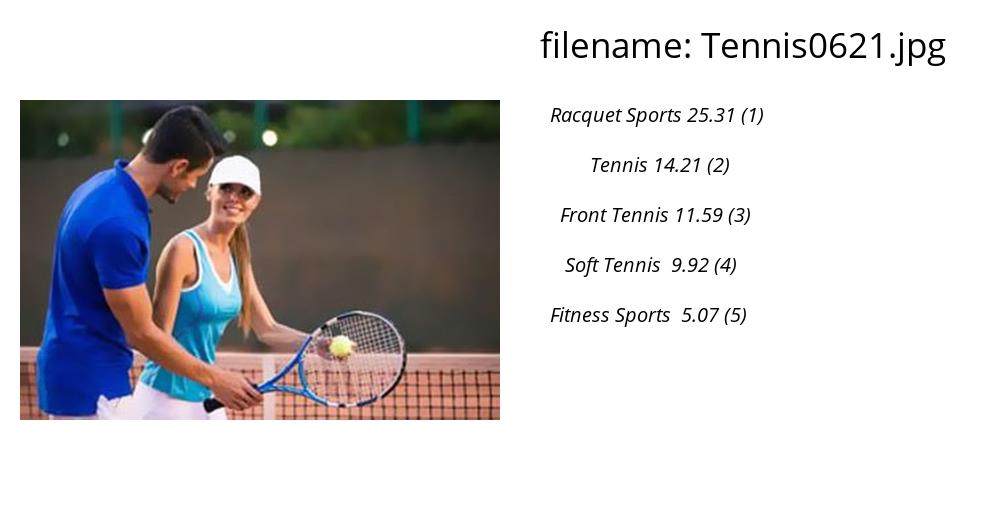 filename: Tennis0621.jpg
Racquet Sports 25.31 (1)
Tennis 14.21 (2)
Front Tennis 11.59 (3)
Soft Tennis  9.92 (4)
Fitness Sports  5.07 (5)